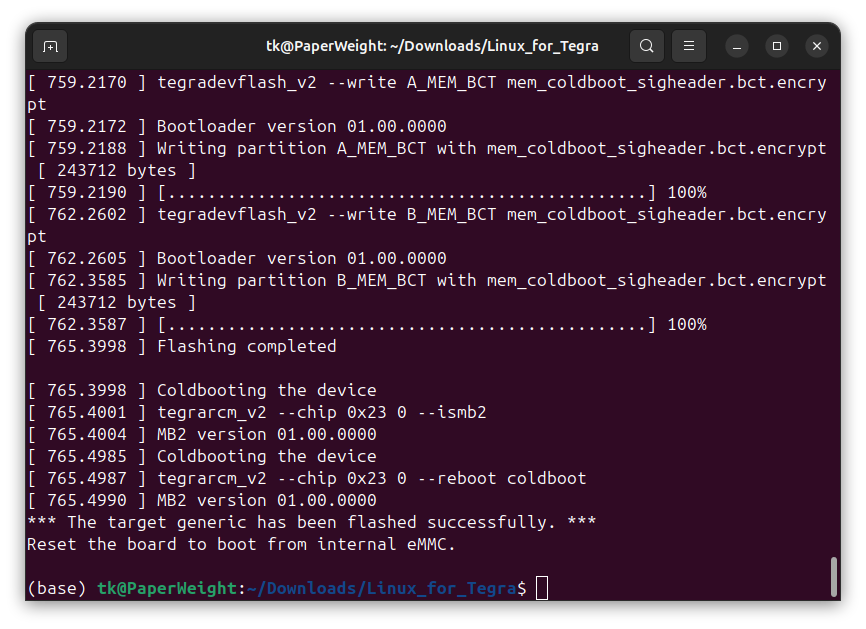 tk@PaperWeight: ~/Downloads/Linux_for_Tegra
[ 759.2170 ] tegradevflash_v2 --write A_MEM_BCT mem_coldboot_sigheader.bct.encry
pt
[ 759.2172 ] Bootloader version 01.00.0000
[ 759.2188 ] Writing partition A_MEM_BCT with mem_coldboot_sigheader.bct.encrypt
 [ 243712 bytes ]
[ 759.2190 ] [................................................] 100%
[ 762.2602 ] tegradevflash_v2 --write B_MEM_BCT mem_coldboot_sigheader.bct.encry
pt
[ 762.2605 ] Bootloader version 01.00.0000
[ 762.3585 ] Writing partition B_MEM_BCT with mem_coldboot_sigheader.bct.encrypt
 [ 243712 bytes ]
[ 762.3587 ] [................................................] 100%
[ 765.3998 ] Flashing completed
[ 765.3998 ] Coldbooting the device
[ 765.4001 ] tegrarcm_v2 --chip 0x23 0 --ismb2
[ 765.4004 ] MB2 version 01.00.0000
[ 765.4985 ] Coldbooting the device
[ 765.4987 ] tegrarcm_v2 --chip 0x23 0 --reboot coldboot
[ 765.4990 ] MB2 version 01.00.0000
*** The target generic has been flashed successfully. ***
Reset the board to boot from internal eMMC.
(base) tk@PaperWeight:~/Downloads/Linux_for_Tegra$